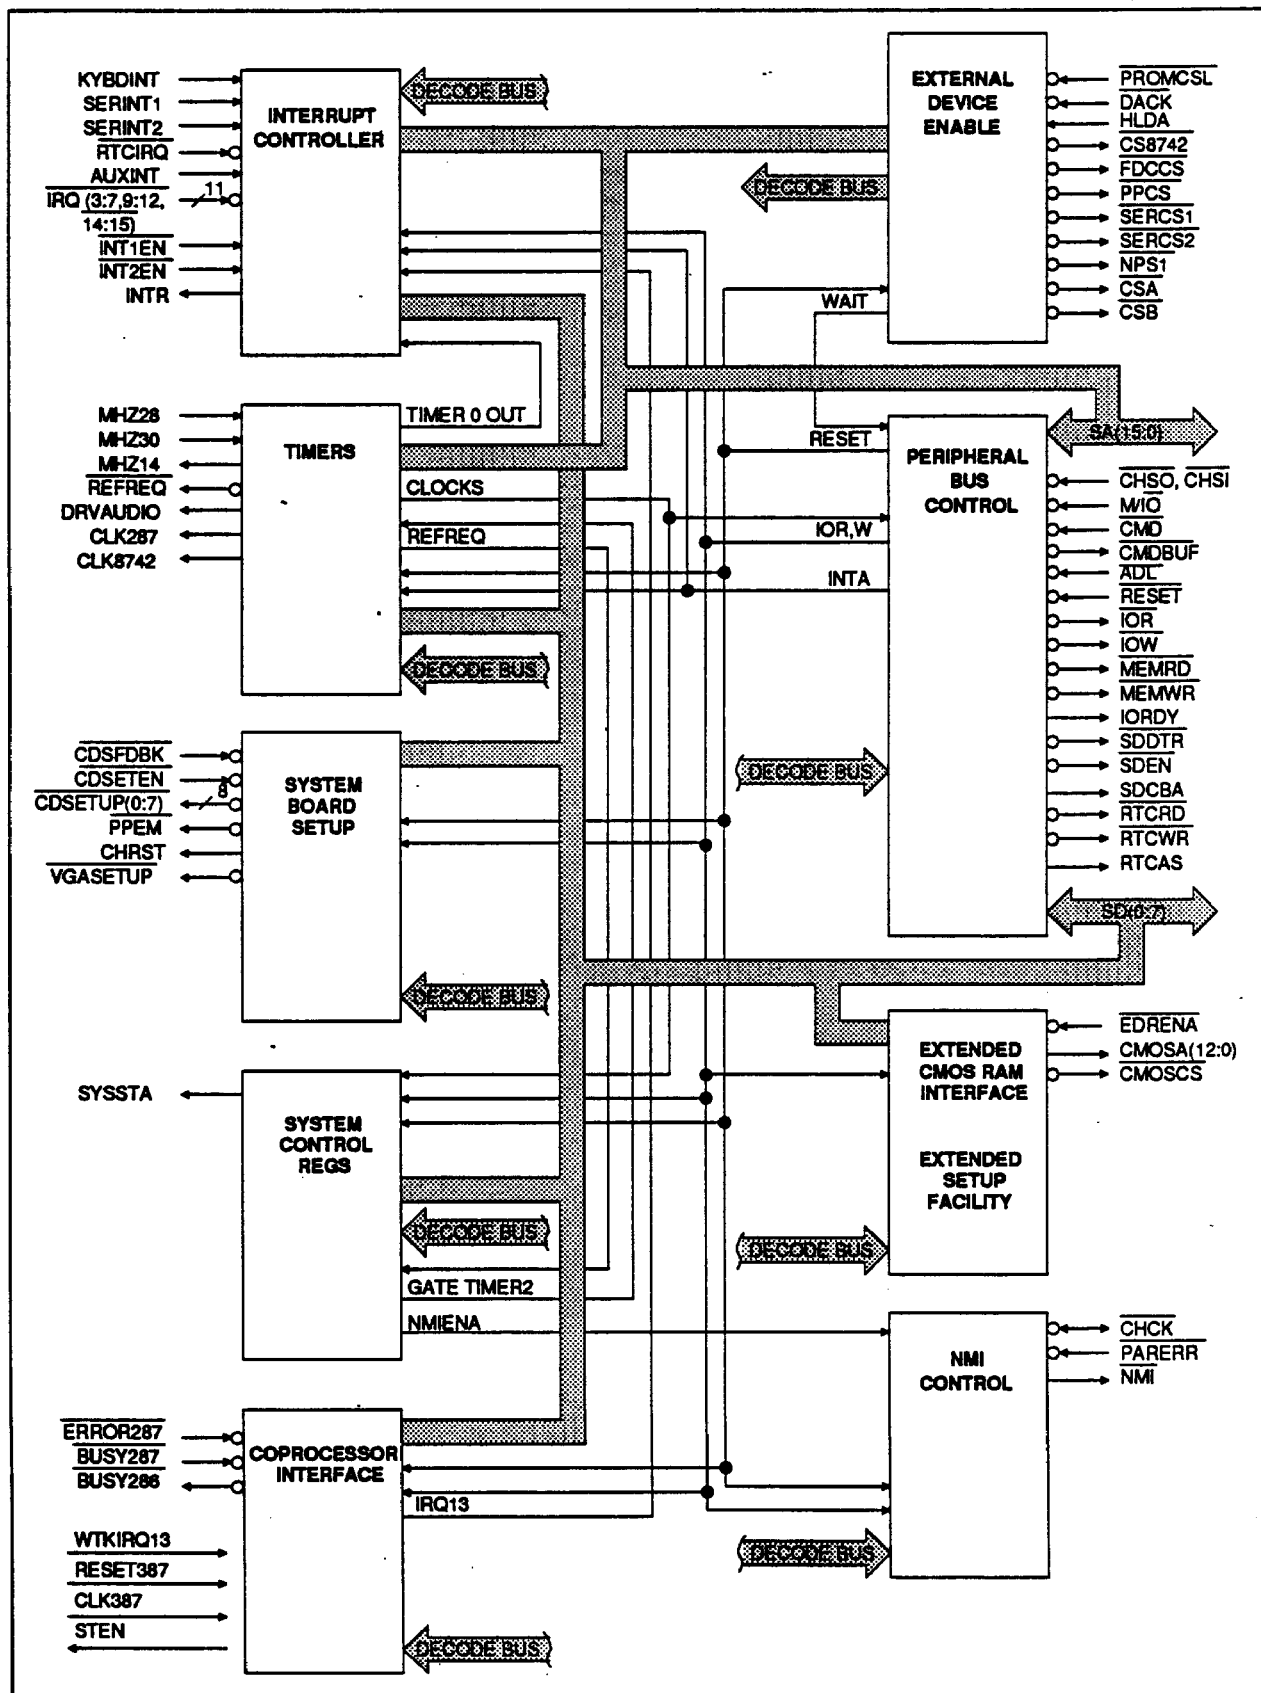 KYBDINT
SERINT1
SERINT2
RTCIRQ
AUXINT
11
IRQ (3:7,9:12,
14:15)
INT1EN
INT2EN
INTR
INTERRUPT
CONTROLLER
DECODE BUS
EXTERNAL
DEVICE
ENABLE
DECODE BUS
WAIT
PROMCSL
DACK
HLDA
CS8742
FDCCS
PPCS
SERCS1
SERCS2
NPS1
CSA
CSB
MHZ28
MHZ30
MHZ14
REFREQ
DRVAUDIO
CLK287
CLK8742
TIMERS
TIMER 0 OUT
CLOCKS
REFREQ
DECODE BUS
RESET
IOR,W
INTA
PERIPHERAL
BUS
CONTROL
DECODE BUS
SA(15:0)
CHSO, CHSI
M/IO
CMD
CMDBUF
ADL
RESET
IOR
IOW
MEMRD
MEMWR
IORDY
SDDTR
SDEN
SDCBA
RTCRD
RTCWR
RTCAS
SD(0:7)
CDSFDBK
CDSETEN
8
CDSETUP(0:7)
PPEM
CHRST
VGASETUP
SYSTEM
BOARD
SETUP
DECODE BUS
SYSSTA
SYSTEM
CONTROL
REGS
DECODE BUS
GATE TIMER2
NMIENA
EXTENDED
CMOS RAM
INTERFACE
EXTENDED
SETUP
FACILITY
DECODE BUS
EDRENA
CMOSA(12:0)
CMOSCS
NMI
CONTROL
DECODE BUS
CHCK
PARERR
NMI
ERROR287
BUSY287
BUSY286
WTKIRQ13
RESET387
CLK387
STEN
COPROCESSOR
INTERFACE
IRQ13
DECODE BUS